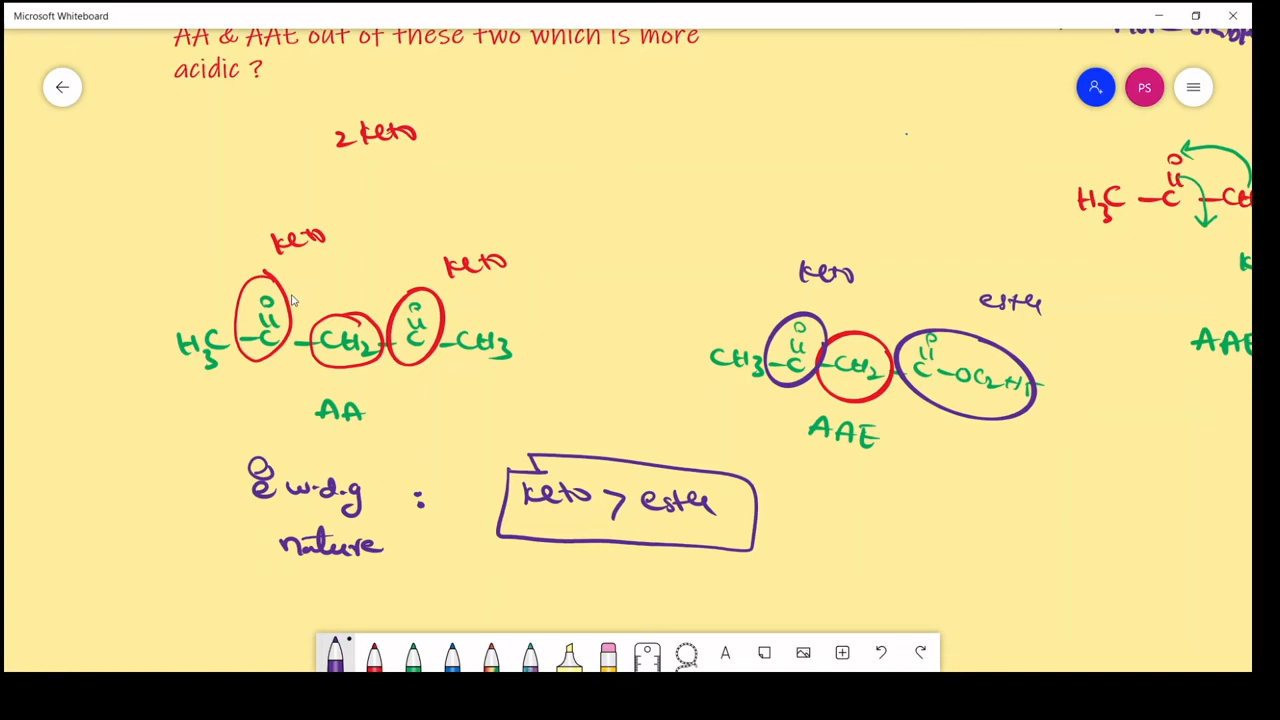 Microsoft Whiteboard
AA & AAE out of these two which is more
acidic ?
PS
2 keto
keto
keto
H3C – C – CH2 – C – CH3
O
O
AA
keto
ester
CH3 – C – CH2 – C – OC2H5
O
O
AAE
H3C – C – CH
O
AAE
e w.d.g : keto > ester
nature
A